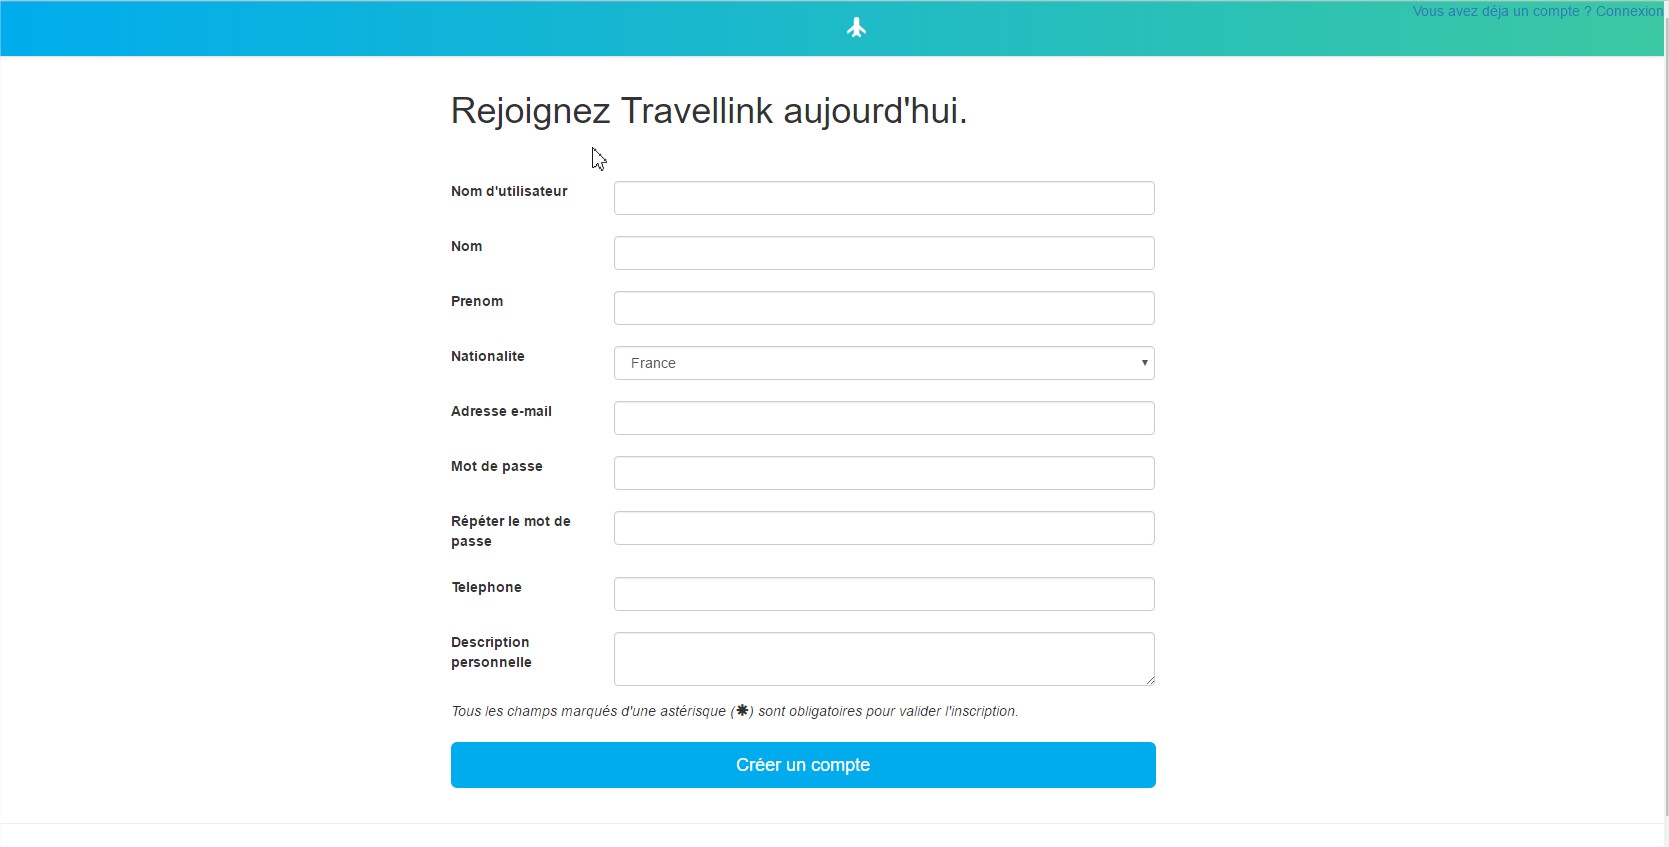 Vous avez déja un compte ? Connexion
Rejoignez Travellink aujourd'hui.
Nom d'utilisateur
Nom
Prenom
Nationalite
France
Adresse e-mail
Mot de passe
Répéter le mot de
passe
Telephone
Description
personnelle
Tous les champs marqués d'une astérisque (✱) sont obligatoires pour valider l'inscription.
Créer un compte